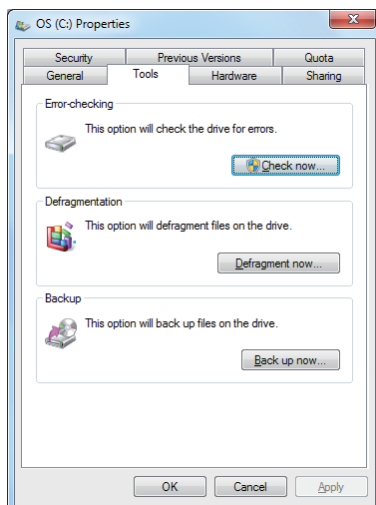 OS (C:) Properties
Security Previous Versions Quota
General Tools Hardware Sharing
Error-checking
This option will check the drive for errors.
Check now...
Defragmentation
This option will defragment files on the drive.
Defragment now...
Backup
This option will back up files on the drive.
Back up now...
OK Cancel Apply